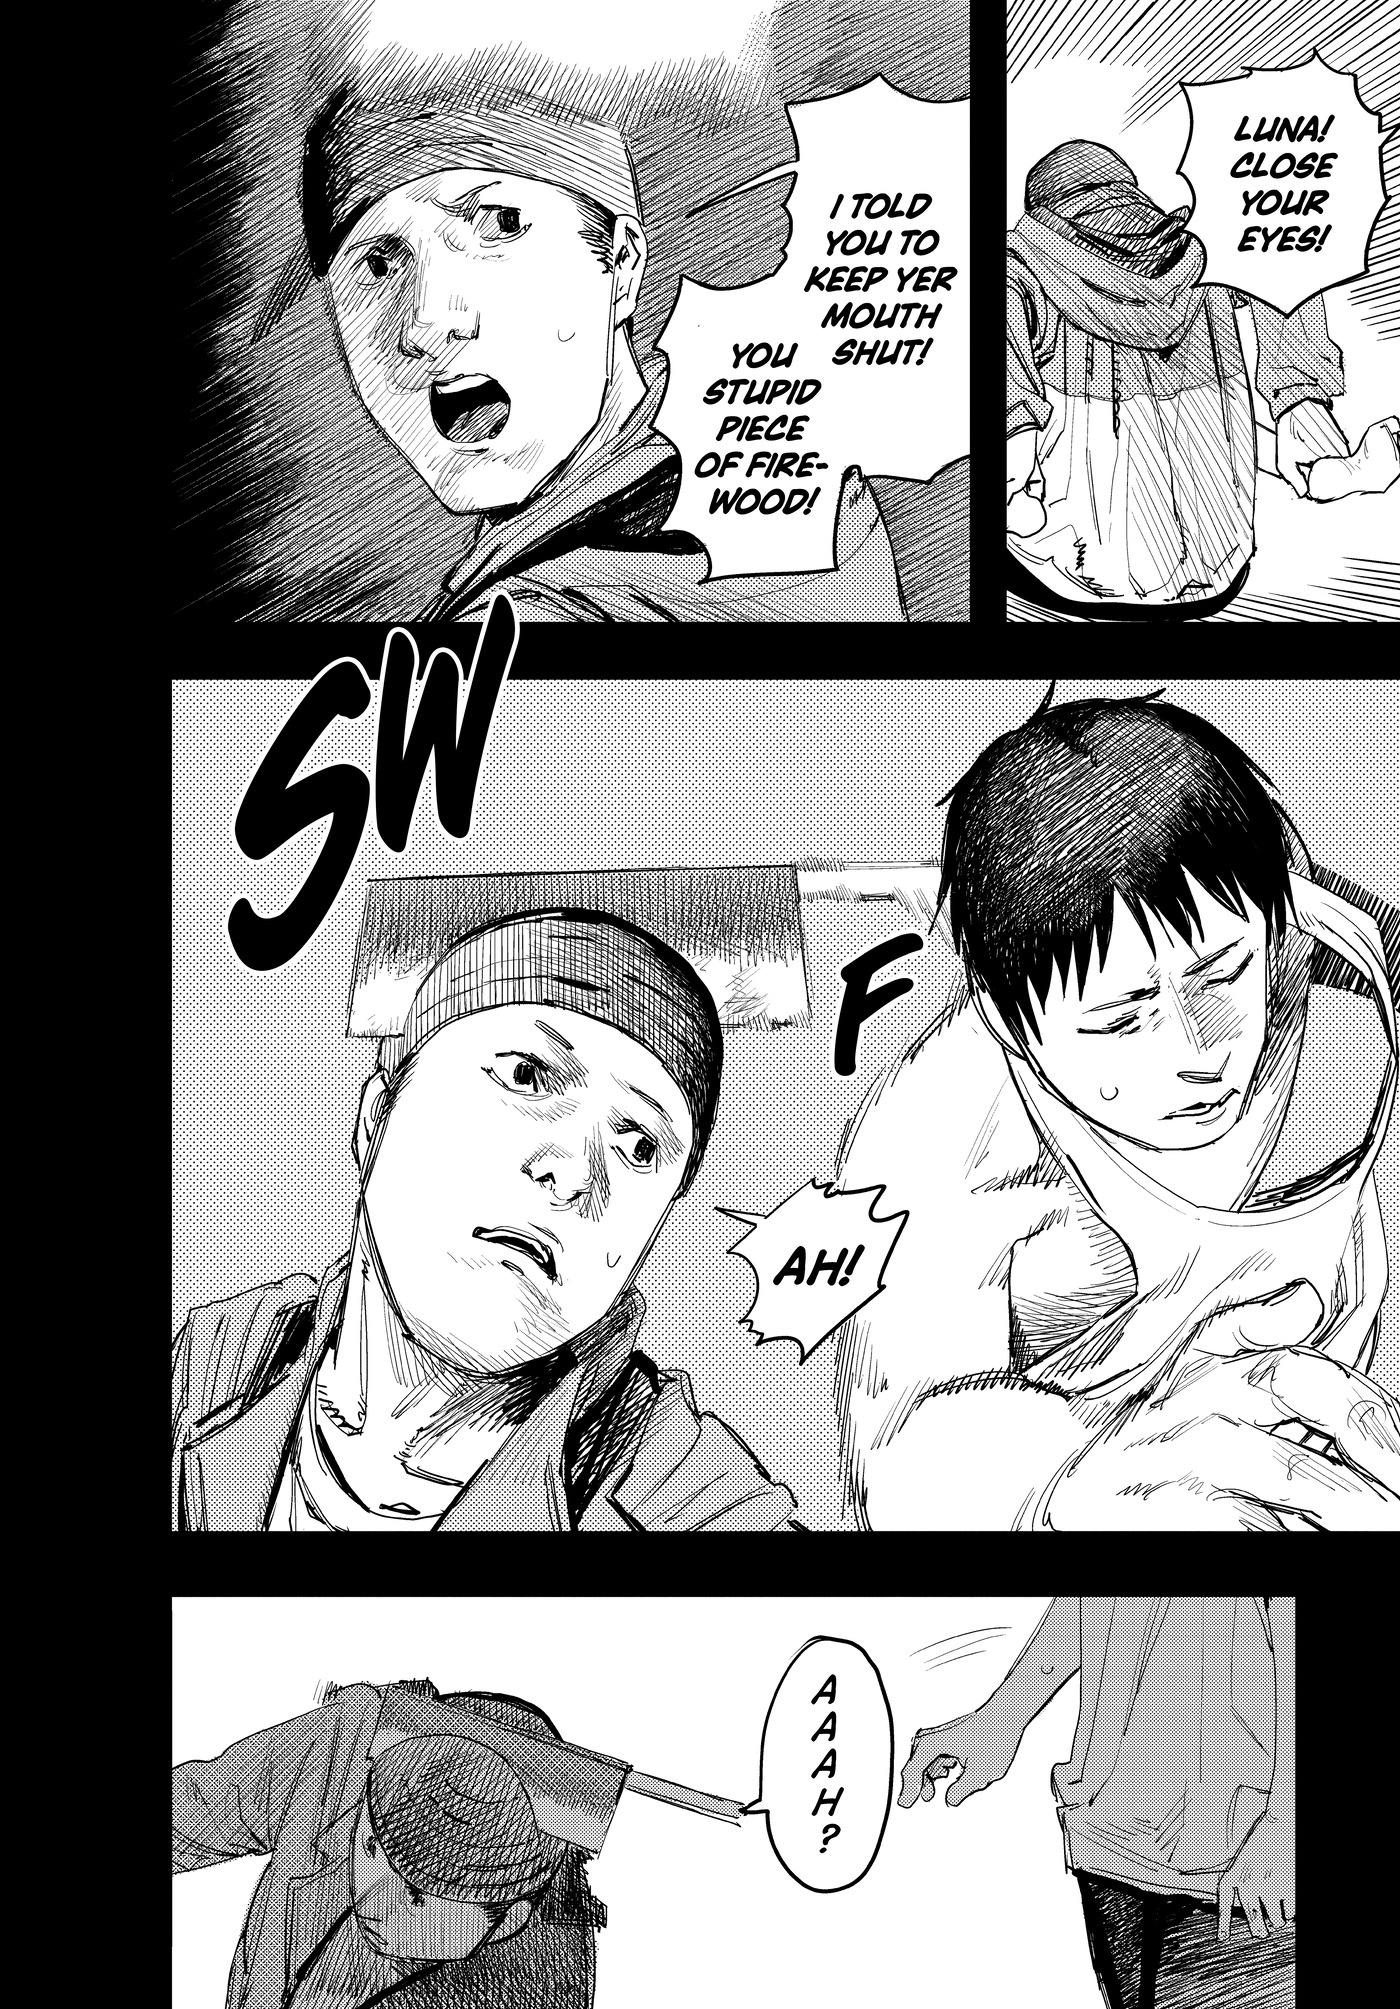 LUNA!
CLOSE
YOUR
EYES!
I TOLD
YOU TO
KEEP YER
MOUTH
SHUT!
YOU
STUPID
PIECE
OF FIRE-
WOOD!
SWF
AH!
AAAH?